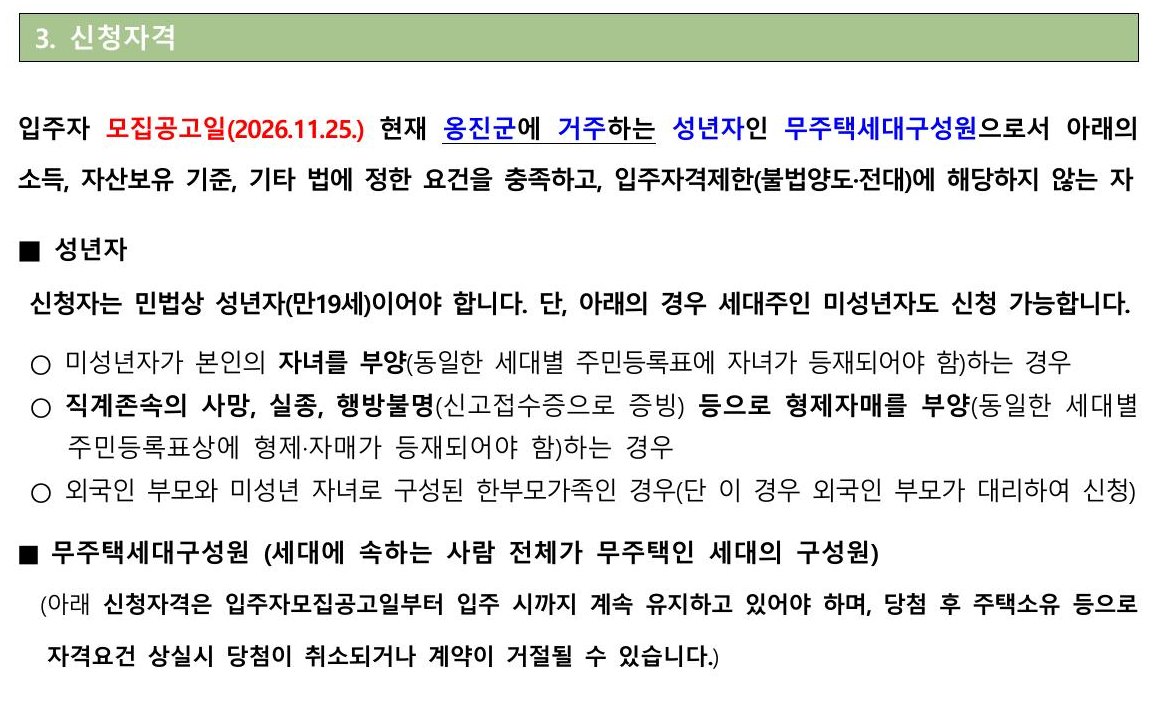 3. 신청자격
입주자 모집공고일(2026.11.25.) 현재 옹진군에 거주하는 성년자인 무주택세대구성원으로서 아래의
소득, 자산보유 기준, 기타 법에 정한 요건을 충족하고, 입주자격제한(불법양도·전대)에 해당하지 않는 자
■ 성년자
신청자는 민법상 성년자(만19세)이어야 합니다. 단, 아래의 경우 세대주인 미성년자도 신청 가능합니다.
○ 미성년자가 본인의 자녀를 부양(동일한 세대별 주민등록표에 자녀가 등재되어야 함)하는 경우
○ 직계존속의 사망, 실종, 행방불명(신고접수증으로 증빙) 등으로 형제자매를 부양(동일한 세대별
주민등록표상에 형제·자매가 등재되어야 함)하는 경우
○ 외국인 부모와 미성년 자녀로 구성된 한부모가족인 경우(단 이 경우 외국인 부모가 대리하여 신청)
■ 무주택세대구성원 (세대에 속하는 사람 전체가 무주택인 세대의 구성원)
(아래 신청자격은 입주자모집공고일부터 입주 시까지 계속 유지하고 있어야 하며, 당첨 후 주택소유 등으로
자격요건 상실시 당첨이 취소되거나 계약이 거절될 수 있습니다.)